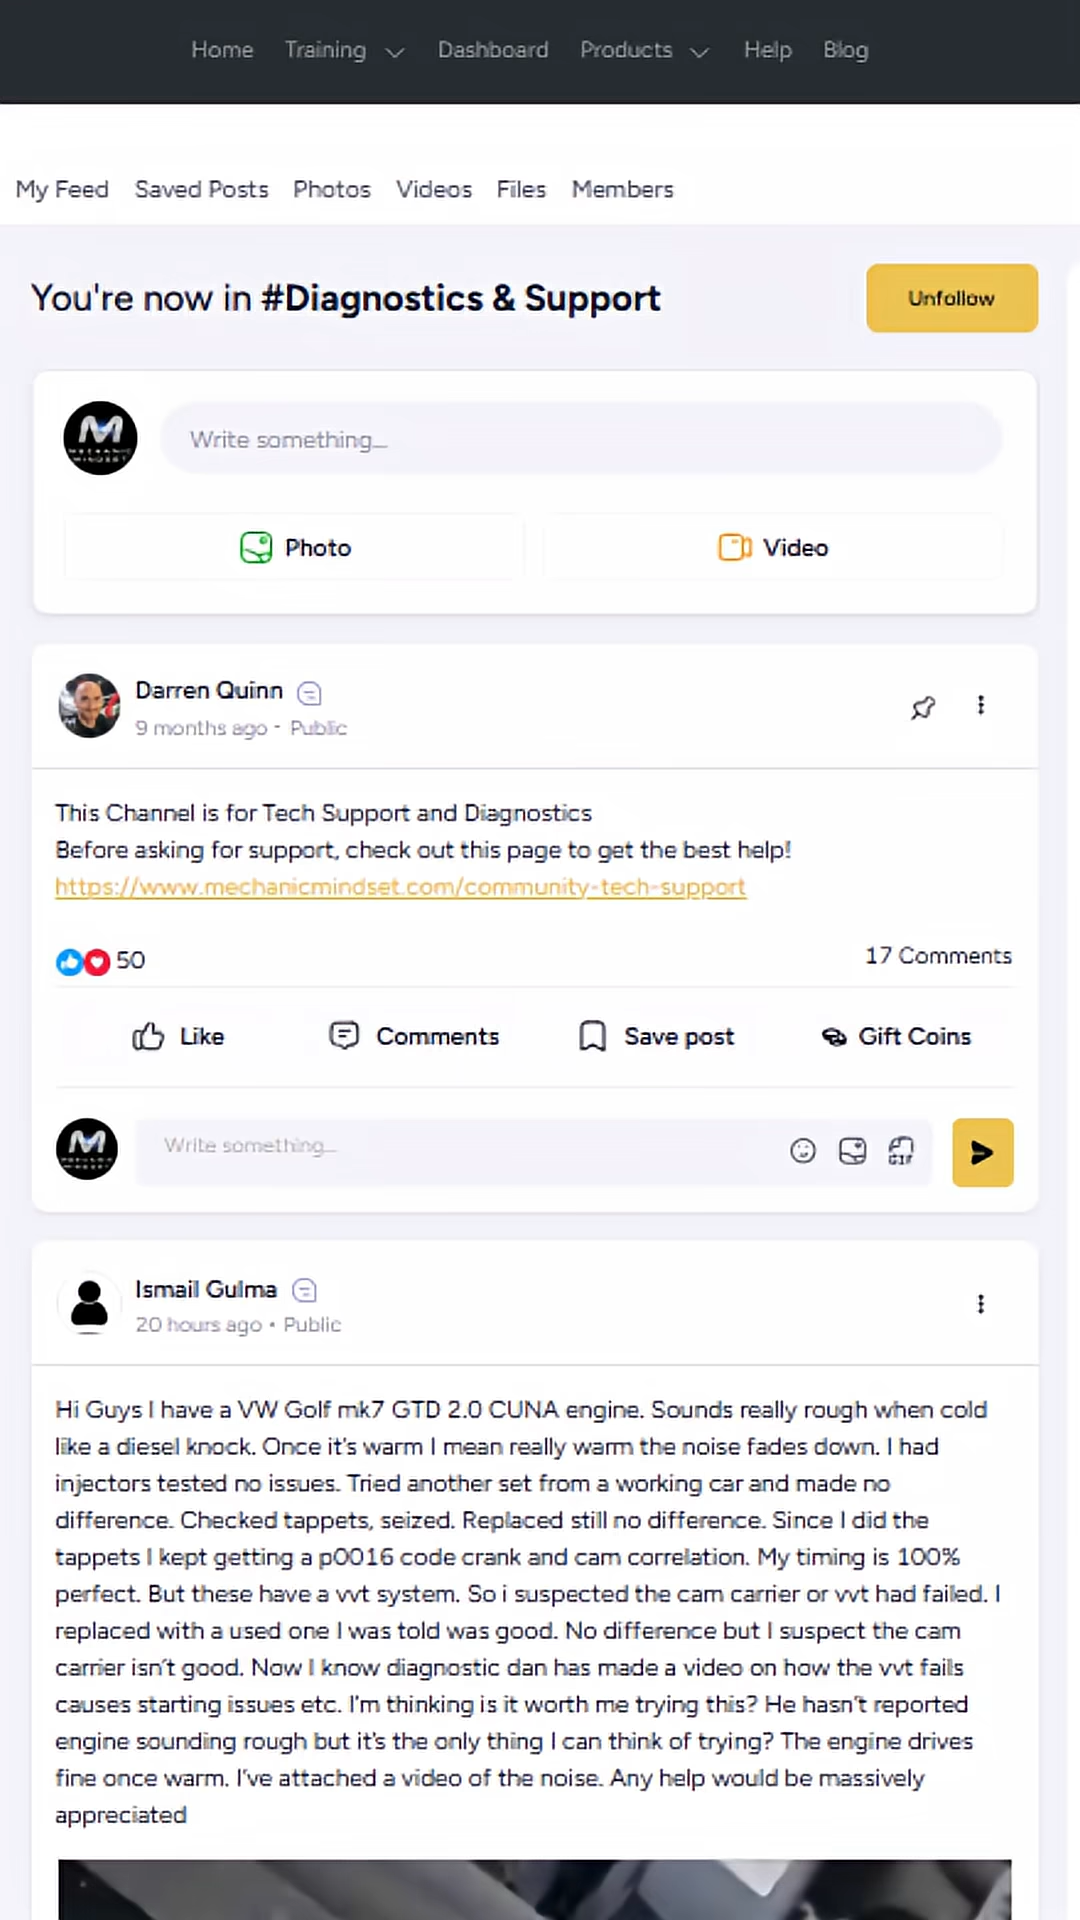 Home Training Dashboard Products Help Blog
My Feed Saved Posts Photos Videos Files Members
You're now in #Diagnostics & Support
Unfollow
Write something...
Photo Video
Darren Quinn
9 months ago - Public
This Channel is for Tech Support and Diagnostics
Before asking for support, check out this page to get the best help!
https://www.mechanicmindset.com/community-tech-support
50 17 Comments
Like Comments Save post Gift Coins
Write something...
GIF
Ismail Gulma
20 hours ago • Public
Hi Guys I have a VW Golf mk7 GTD 2.0 CUNA engine. Sounds really rough when cold
like a diesel knock. Once it's warm I mean really warm the noise fades down. I had
injectors tested no issues. Tried another set from a working car and made no
difference. Checked tappets, seized. Replaced still no difference. Since I did the
tappets I kept getting a p0016 code crank and cam correlation. My timing is 100%
perfect. But these have a vvt system. So i suspected the cam carrier or vvt had failed. I
replaced with a used one I was told was good. No difference but I suspect the cam
carrier isn't good. Now I know diagnostic dan has made a video on how the vvt fails
causes starting issues etc. I'm thinking is it worth me trying this? He hasn't reported
engine sounding rough but it's the only thing I can think of trying? The engine drives
fine once warm. I've attached a video of the noise. Any help would be massively
appreciated